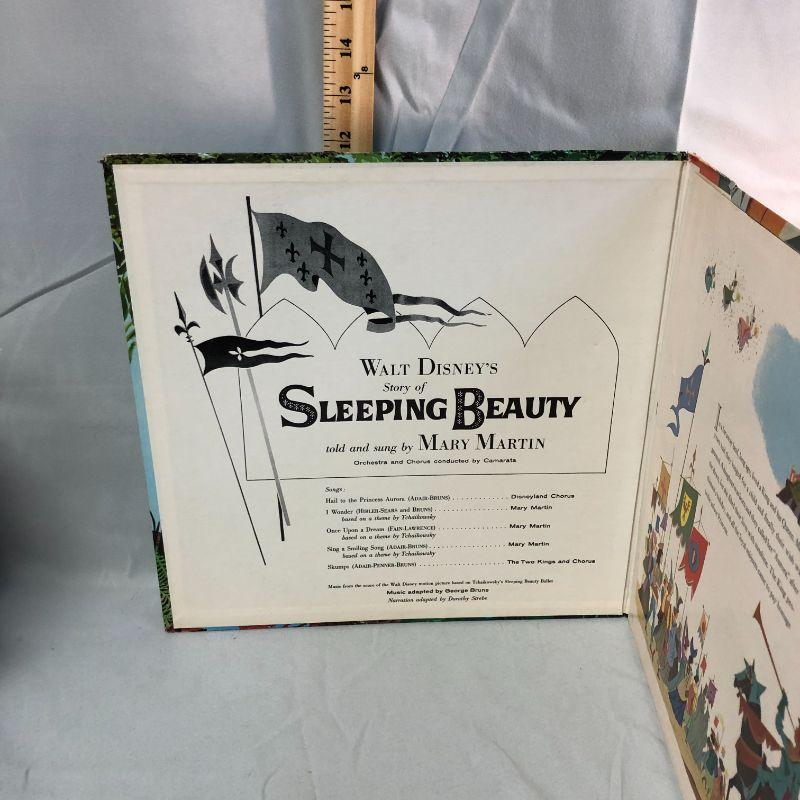 14
3 8
13
12
WALT DISNEY'S
Story of
SLEEPING BEAUTY
told and sung by MARY MARTIN
Orchestra and Chorus conducted by Camarata
Songs:
Hail to the Princess Aurora (ADAIR-BRUNS) . . . . . . . . . . . . Disneyland Chorus
I Wonder (HIBLER-SEARS and BRUNS) . . . . . . . . . . . . . . . Mary Martin
based on a theme by Tchaikowsky
Once Upon a Dream (FAIN-LAWRENCE) . . . . . . . . . . . . . . . Mary Martin
based on a theme by Tchaikowsky
Sing a Smiling Song (ADAIR-BRUNS) . . . . . . . . . . . . . . . . Mary Martin
based on a theme by Tchaikowsky
Skumps (ADAIR-PENNER-BRUNS) . . . . . . . . . . . . . . . . . The Two Kings and Chorus
Music from the score of the Walt Disney motion picture based on Tchaikowsky's Sleeping Beauty Ballet
Music adapted by George Bruns
Narration adapted by Dorothy Strebe